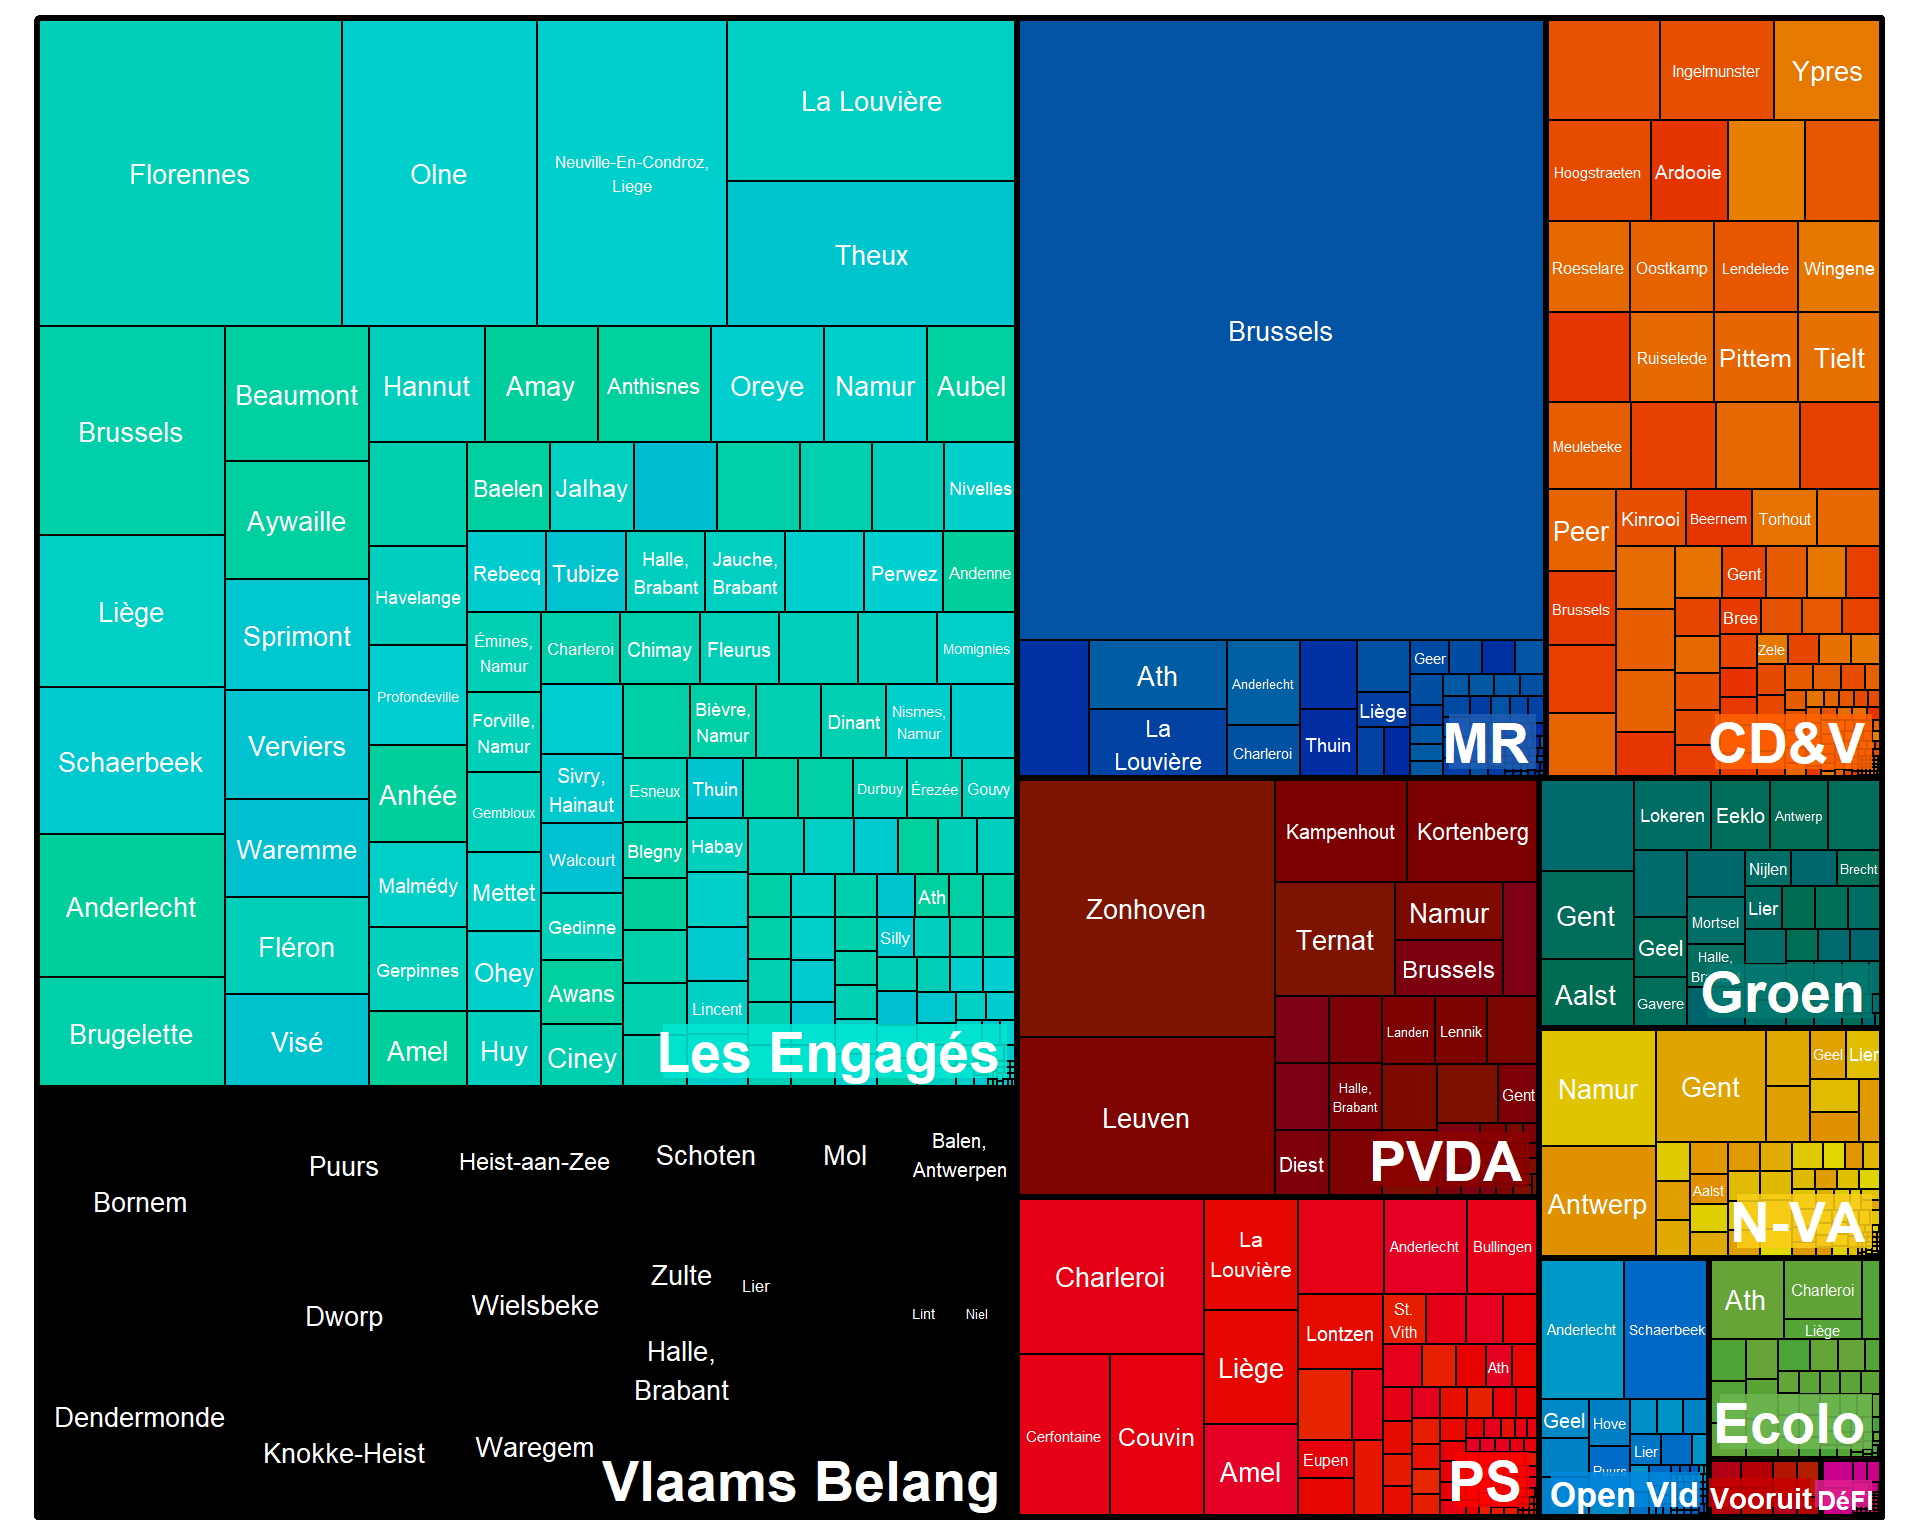 Florennes
Olne
Neuville-En-Condroz,
Liege
La Louvière
Theux
Brussels
Liège
Schaerbeek
Anderlecht
Brugelette
Beaumont
Aywaille
Sprimont
Verviers
Waremme
Fléron
Visé
Hannut
Amay
Anthisnes
Oreye
Namur
Aubel
Havelange
Profondeville
Anhée
Malmédy
Gerpinnes
Amel
Baelen
Jalhay
Nivelles
Rebecq
Tubize
Halle,
Brabant
Jauche,
Brabant
Perwez
Andenne
Émines,
Namur
Charleroi
Chimay
Fleurus
Momignies
Forville,
Namur
Gembloux
Mettet
Ohey
Huy
Sivry,
Hainaut
Walcourt
Gedinne
Awans
Ciney
Bièvre,
Namur
Dinant
Nismes,
Namur
Esneux
Thuin
Durbuy
Érezée
Gouvy
Blegny
Habay
Ath
Silly
Lincent
Les Engagés
Bornem
Puurs
Heist-aan-Zee
Schoten
Mol
Balen,
Antwerpen
Dworp
Wielsbeke
Zulte
Lier
Lint
Niel
Halle,
Brabant
Dendermonde
Knokke-Heist
Waregem
Vlaams Belang
Brussels
Ath
La
Louvière
Anderlecht
Charleroi
Thuin
Liège
Geer
MR
Ingelmunster
Ypres
Hoogstraeten
Ardooie
Roeselare
Oostkamp
Lendelede
Wingene
Ruiselede
Pittem
Tielt
Meulebeke
Peer
Kinrooi
Beernem
Torhout
Brussels
Gent
Bree
Zele
CD&V
Zonhoven
Leuven
Kampenhout
Kortenberg
Ternat
Namur
Brussels
Landen
Lennik
Halle,
Brabant
Gent
Diest
PVDA
Lokeren
Eeklo
Antwerp
Gent
Aalst
Geel
Gavere
Mortsel
Halle,
Nijlen
Brecht
Lier
Groen
Namur
Antwerp
Gent
Geel
Lier
Aalst
N-VA
Charleroi
Cerfontaine
Couvin
La
Louvière
Liège
Amel
Anderlecht
Bullingen
Lontzen
St.
Vith
Ath
Eupen
PS
Anderlecht
Schaerbeek
Geel
Hove
Lier
Puurs
Open Vld
Ath
Charleroi
Liège
Ecolo
Vooruit
DéFI